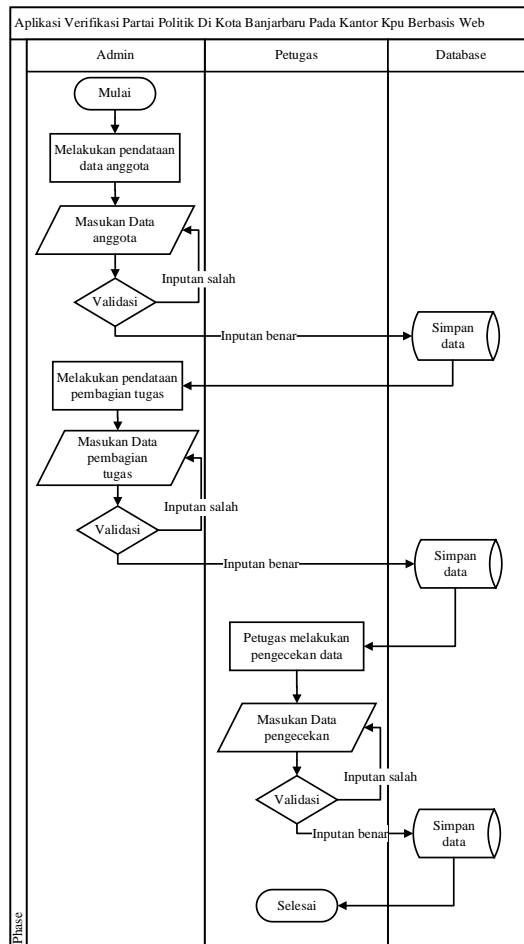 Aplikasi Verifikasi Partai Politik Di Kota Banjarbaru Pada Kantor Kpu Berbasis Web
Admin
Petugas
Database
Mulai
Melakukan pendataan
data anggota
Masukan Data
anggota
Inputan salah
Validasi
Inputan benar
Simpan
data
Melakukan pendataan
pembagian tugas
Masukan Data
pembagian
tugas
Inputan salah
Validasi
Inputan benar
Simpan
data
Petugas melakukan
pengecekan data
Masukan Data
pengecekan
Inputan salah
Validasi
Inputan benar
Simpan
data
Selesai
Phase